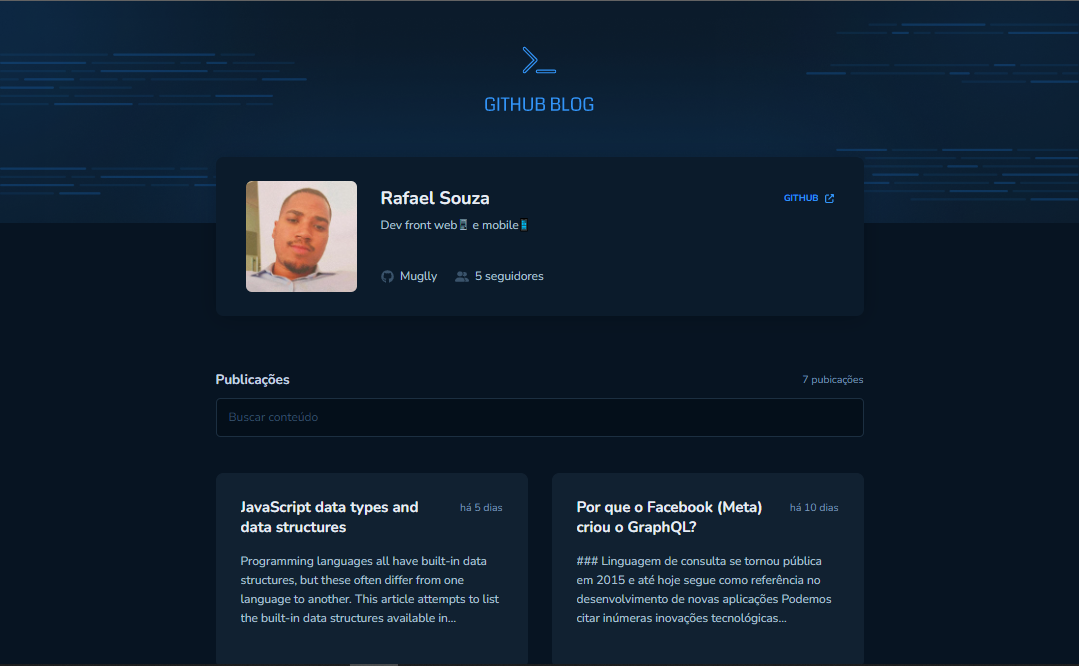 GITHUB BLOG
Rafael Souza
GITHUB
Dev front web📱 e mobile📱
Muglly
5 seguidores
Publicações
7 pubicações
Buscar conteúdo
JavaScript data types and
data structures
há 5 dias
Programming languages all have built-in data
structures, but these often differ from one
language to another. This article attempts to list
the built-in data structures available in...
Por que o Facebook (Meta)
criou o GraphQL?
há 10 dias
### Linguagem de consulta se tornou pública
em 2015 e até hoje segue como referência no
desenvolvimento de novas aplicações Podemos
citar inúmeras inovações tecnológicas...